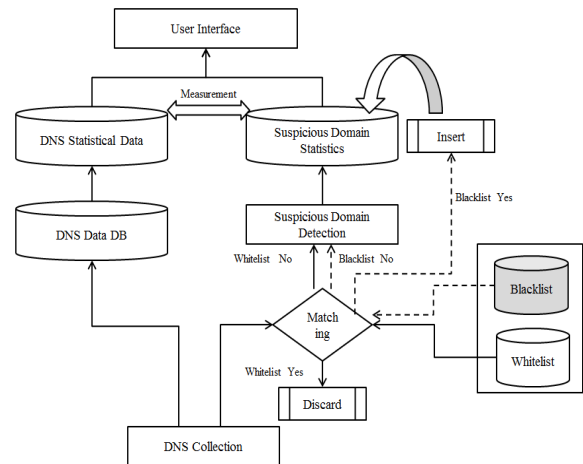 User Interface
Measurement
DNS Statistical Data
Suspicious Domain
Statistics
Insert
Blacklist Yes
DNS Data DB
Suspicious Domain
Detection
Whitelist No
Blacklist No
Blacklist
Match
ing
Whitelist
Whitelist Yes
Discard
DNS Collection